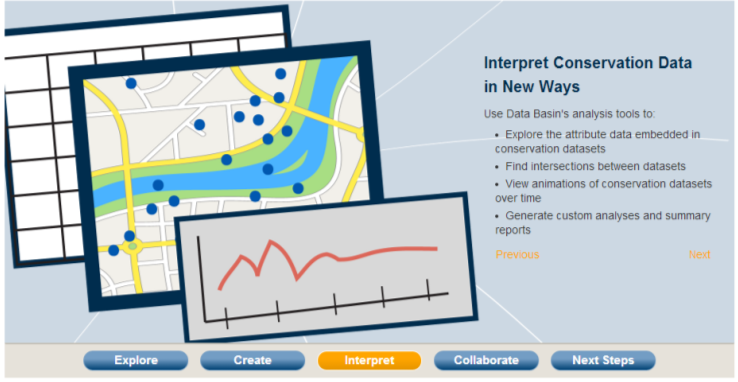 Interpret Conservation Data
in New Ways
Use Data Basin's analysis tools to:
• Explore the attribute data embedded in
conservation datasets
• Find intersections between datasets
• View animations of conservation datasets
over time
• Generate custom analyses and summary
reports
Previous Next
Explore Create Interpret Collaborate Next Steps